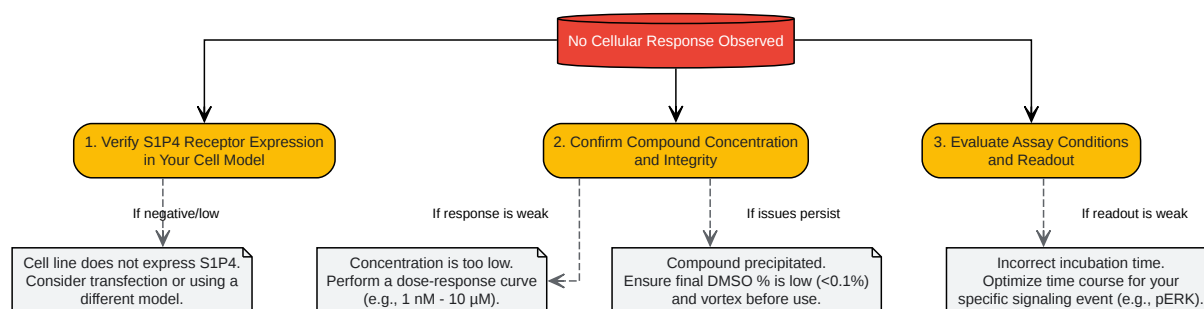 No Cellular Response Observed
1. Verify S1P4 Receptor Expression
in Your Cell Model
2. Confirm Compound Concentration
and Integrity
3. Evaluate Assay Conditions
and Readout
If negative/low
If response is weak
If issues persist
If readout is weak
Cell line does not express S1P4.
Consider transfection or using a
different model.
Concentration is too low.
Perform a dose-response curve
(e.g., 1 nM - 10 µM).
Compound precipitated.
Ensure final DMSO % is low (<0.1%)
and vortex before use.
Incorrect incubation time.
Optimize time course for your
specific signaling event (e.g., pERK).